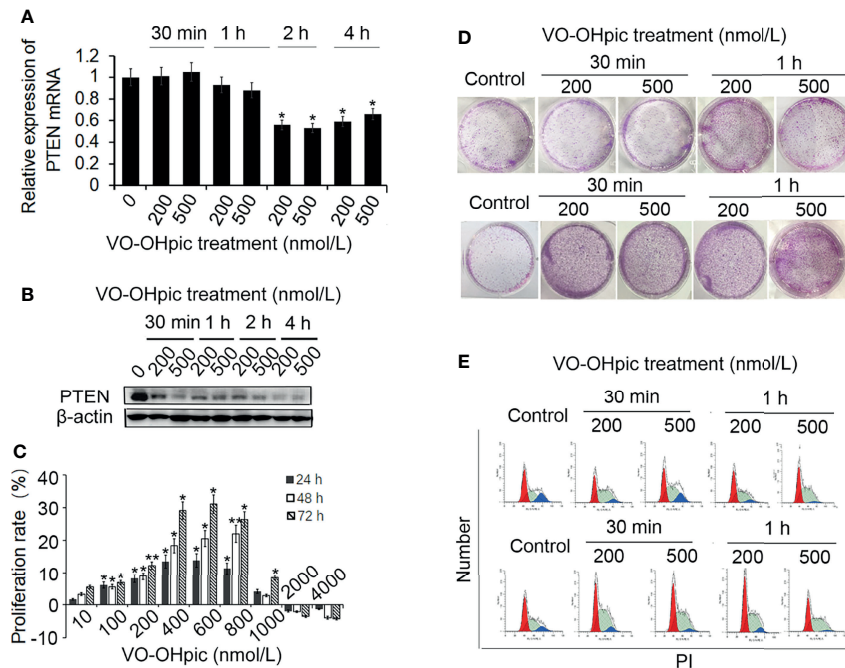 A
30 min 1 h 2 h 4 h
Relative expression of
PTEN mRNA
1.2
1
0.8
0.6
0.4
0.2
0
* * * *
0 200 500 200 500 200 500 200 500
VO-OHpic treatment (nmol/L)
B
VO-OHpic treatment (nmol/L)
30 min 1 h 2 h 4 h
0 200 500 200 500 200 500 200 500
PTEN
β-actin
C
Proliferation rate (%)
40
30
20
10
0
-10
24 h
48 h
72 h
10 100 200 400 600 800 1000 2000 4000
VO-OHpic (nmol/L)
D
VO-OHpic treatment (nmol/L)
Control 30 min 1 h
200 500 200 500
Control 30 min 1 h
200 500 200 500
E
VO-OHpic treatment (nmol/L)
Control 30 min 1 h
200 500 200 500
Control 30 min 1 h
200 500 200 500
Number
PI